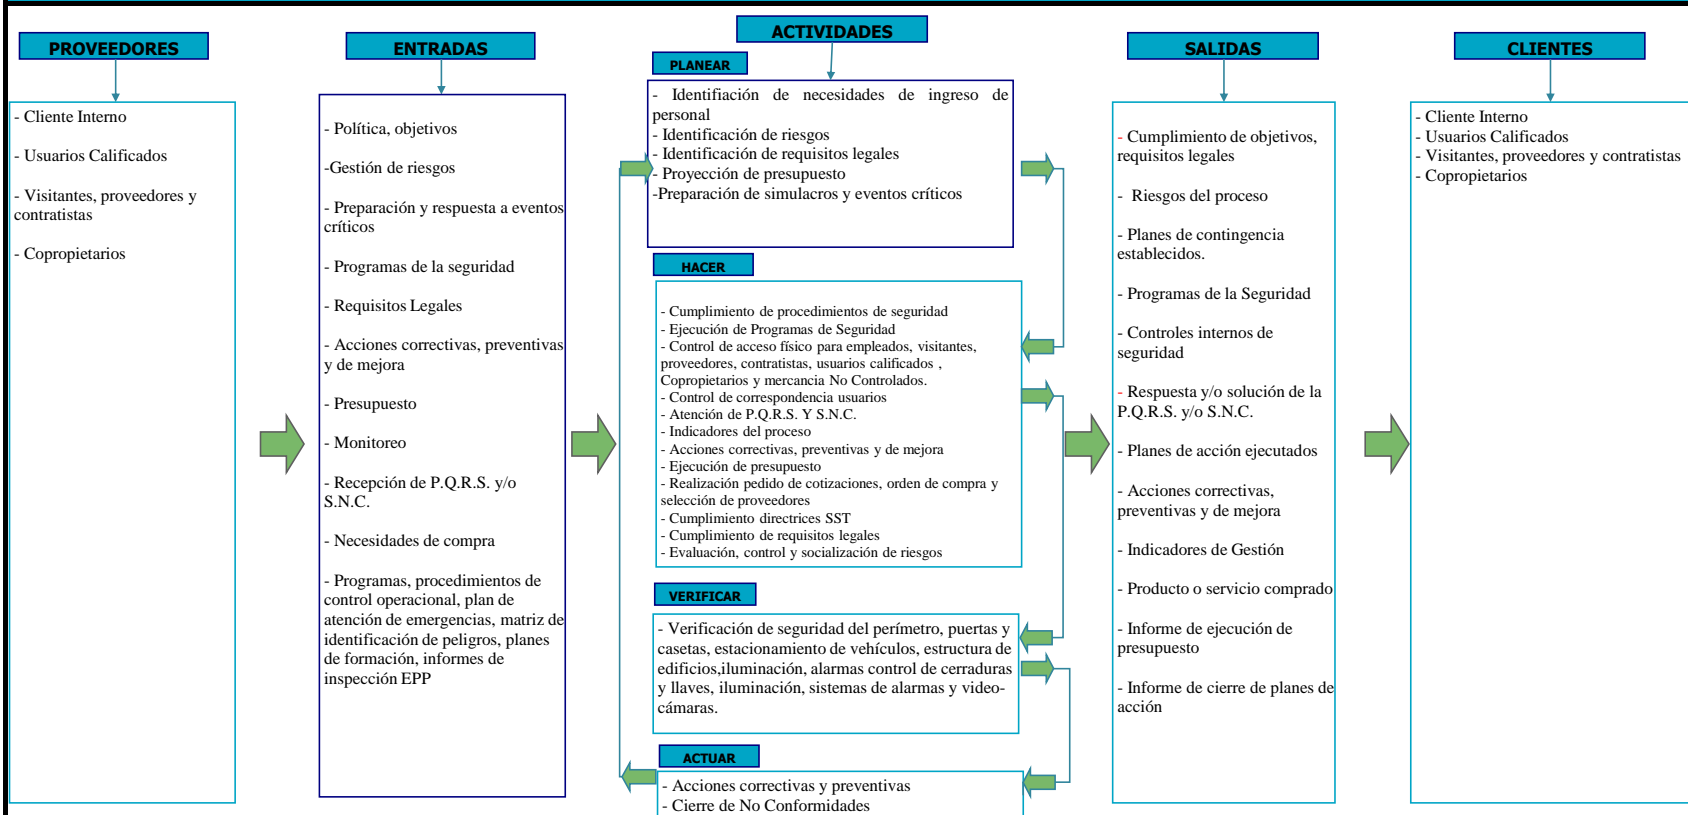 PROVEEDORES
- Cliente Interno
- Usuarios Calificados
- Visitantes, proveedores y
contratistas
- Copropietarios
ENTRADAS
- Política, objetivos
-Gestión de riesgos
- Preparación y respuesta a eventos
críticos
- Programas de la seguridad
- Requisitos Legales
- Acciones correctivas, preventivas
y de mejora
- Presupuesto
- Monitoreo
- Recepción de P.Q.R.S. y/o
S.N.C.
- Necesidades de compra
- Programas, procedimientos de
control operacional, plan de
atención de emergencias, matriz de
identificación de peligros, planes
de formación, informes de
inspección EPP
ACTIVIDADES
PLANEAR
- Identifiación de necesidades de ingreso de
personal
- Identificación de riesgos
- Identificación de requisitos legales
- Proyección de presupuesto
-Preparación de simulacros y eventos críticos
HACER
- Cumplimiento de procedimientos de seguridad
- Ejecución de Programas de Seguridad
- Control de acceso físico para empleados, visitantes,
proveedores, contratistas, usuarios calificados ,
Copropietarios y mercancia No Controlados.
- Control de correspondencia usuarios
- Atención de P.Q.R.S. Y S.N.C.
- Indicadores del proceso
- Acciones correctivas, preventivas y de mejora
- Ejecución de presupuesto
- Realización pedido de cotizaciones, orden de compra y
selección de proveedores
- Cumplimiento directrices SST
- Cumplimiento de requisitos legales
- Evaluación, control y socialización de riesgos
VERIFICAR
- Verificación de seguridad del perímetro, puertas y
casetas, estacionamiento de vehículos, estructura de
edificios,iluminación, alarmas control de cerraduras
y llaves, iluminación, sistemas de alarmas y video-
cámaras.
ACTUAR
- Acciones correctivas y preventivas
- Cierre de No Conformidades
SALIDAS
- Cumplimiento de objetivos,
requisitos legales
- Riesgos del proceso
- Planes de contingencia
establecidos.
- Programas de la Seguridad
- Controles internos de
seguridad
- Respuesta y/o solución de la
P.Q.R.S. y/o S.N.C.
- Planes de acción ejecutados
- Acciones correctivas,
preventivas y de mejora
- Indicadores de Gestión
- Producto o servicio comprado
- Informe de ejecución de
presupuesto
- Informe de cierre de planes de
acción
CLIENTES
- Cliente Interno
- Usuarios Calificados
- Visitantes, proveedores y contratistas
- Copropietarios